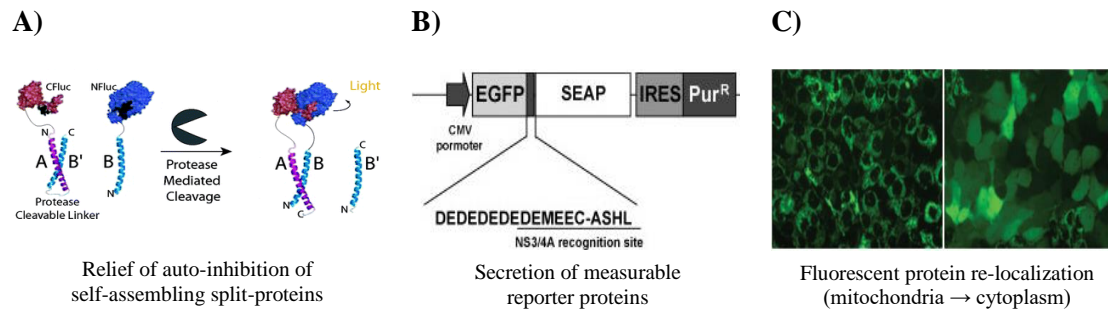 A)
B)
C)
CFluc
NFluc
Light
N
C
A
B'
B
N
Protease
Cleavable Linker
Protease
Mediated
Cleavage
A
B
N
C
C
B'
N
Relief of auto-inhibition of
self-assembling split-proteins
EGFP
SEAP
IRES
Pur^R
CMV
pormoter
DEDEDEDEDEMEEC-ASHL
NS3/4A recognition site
Secretion of measurable
reporter proteins
Fluorescent protein re-localization
(mitochondria → cytoplasm)